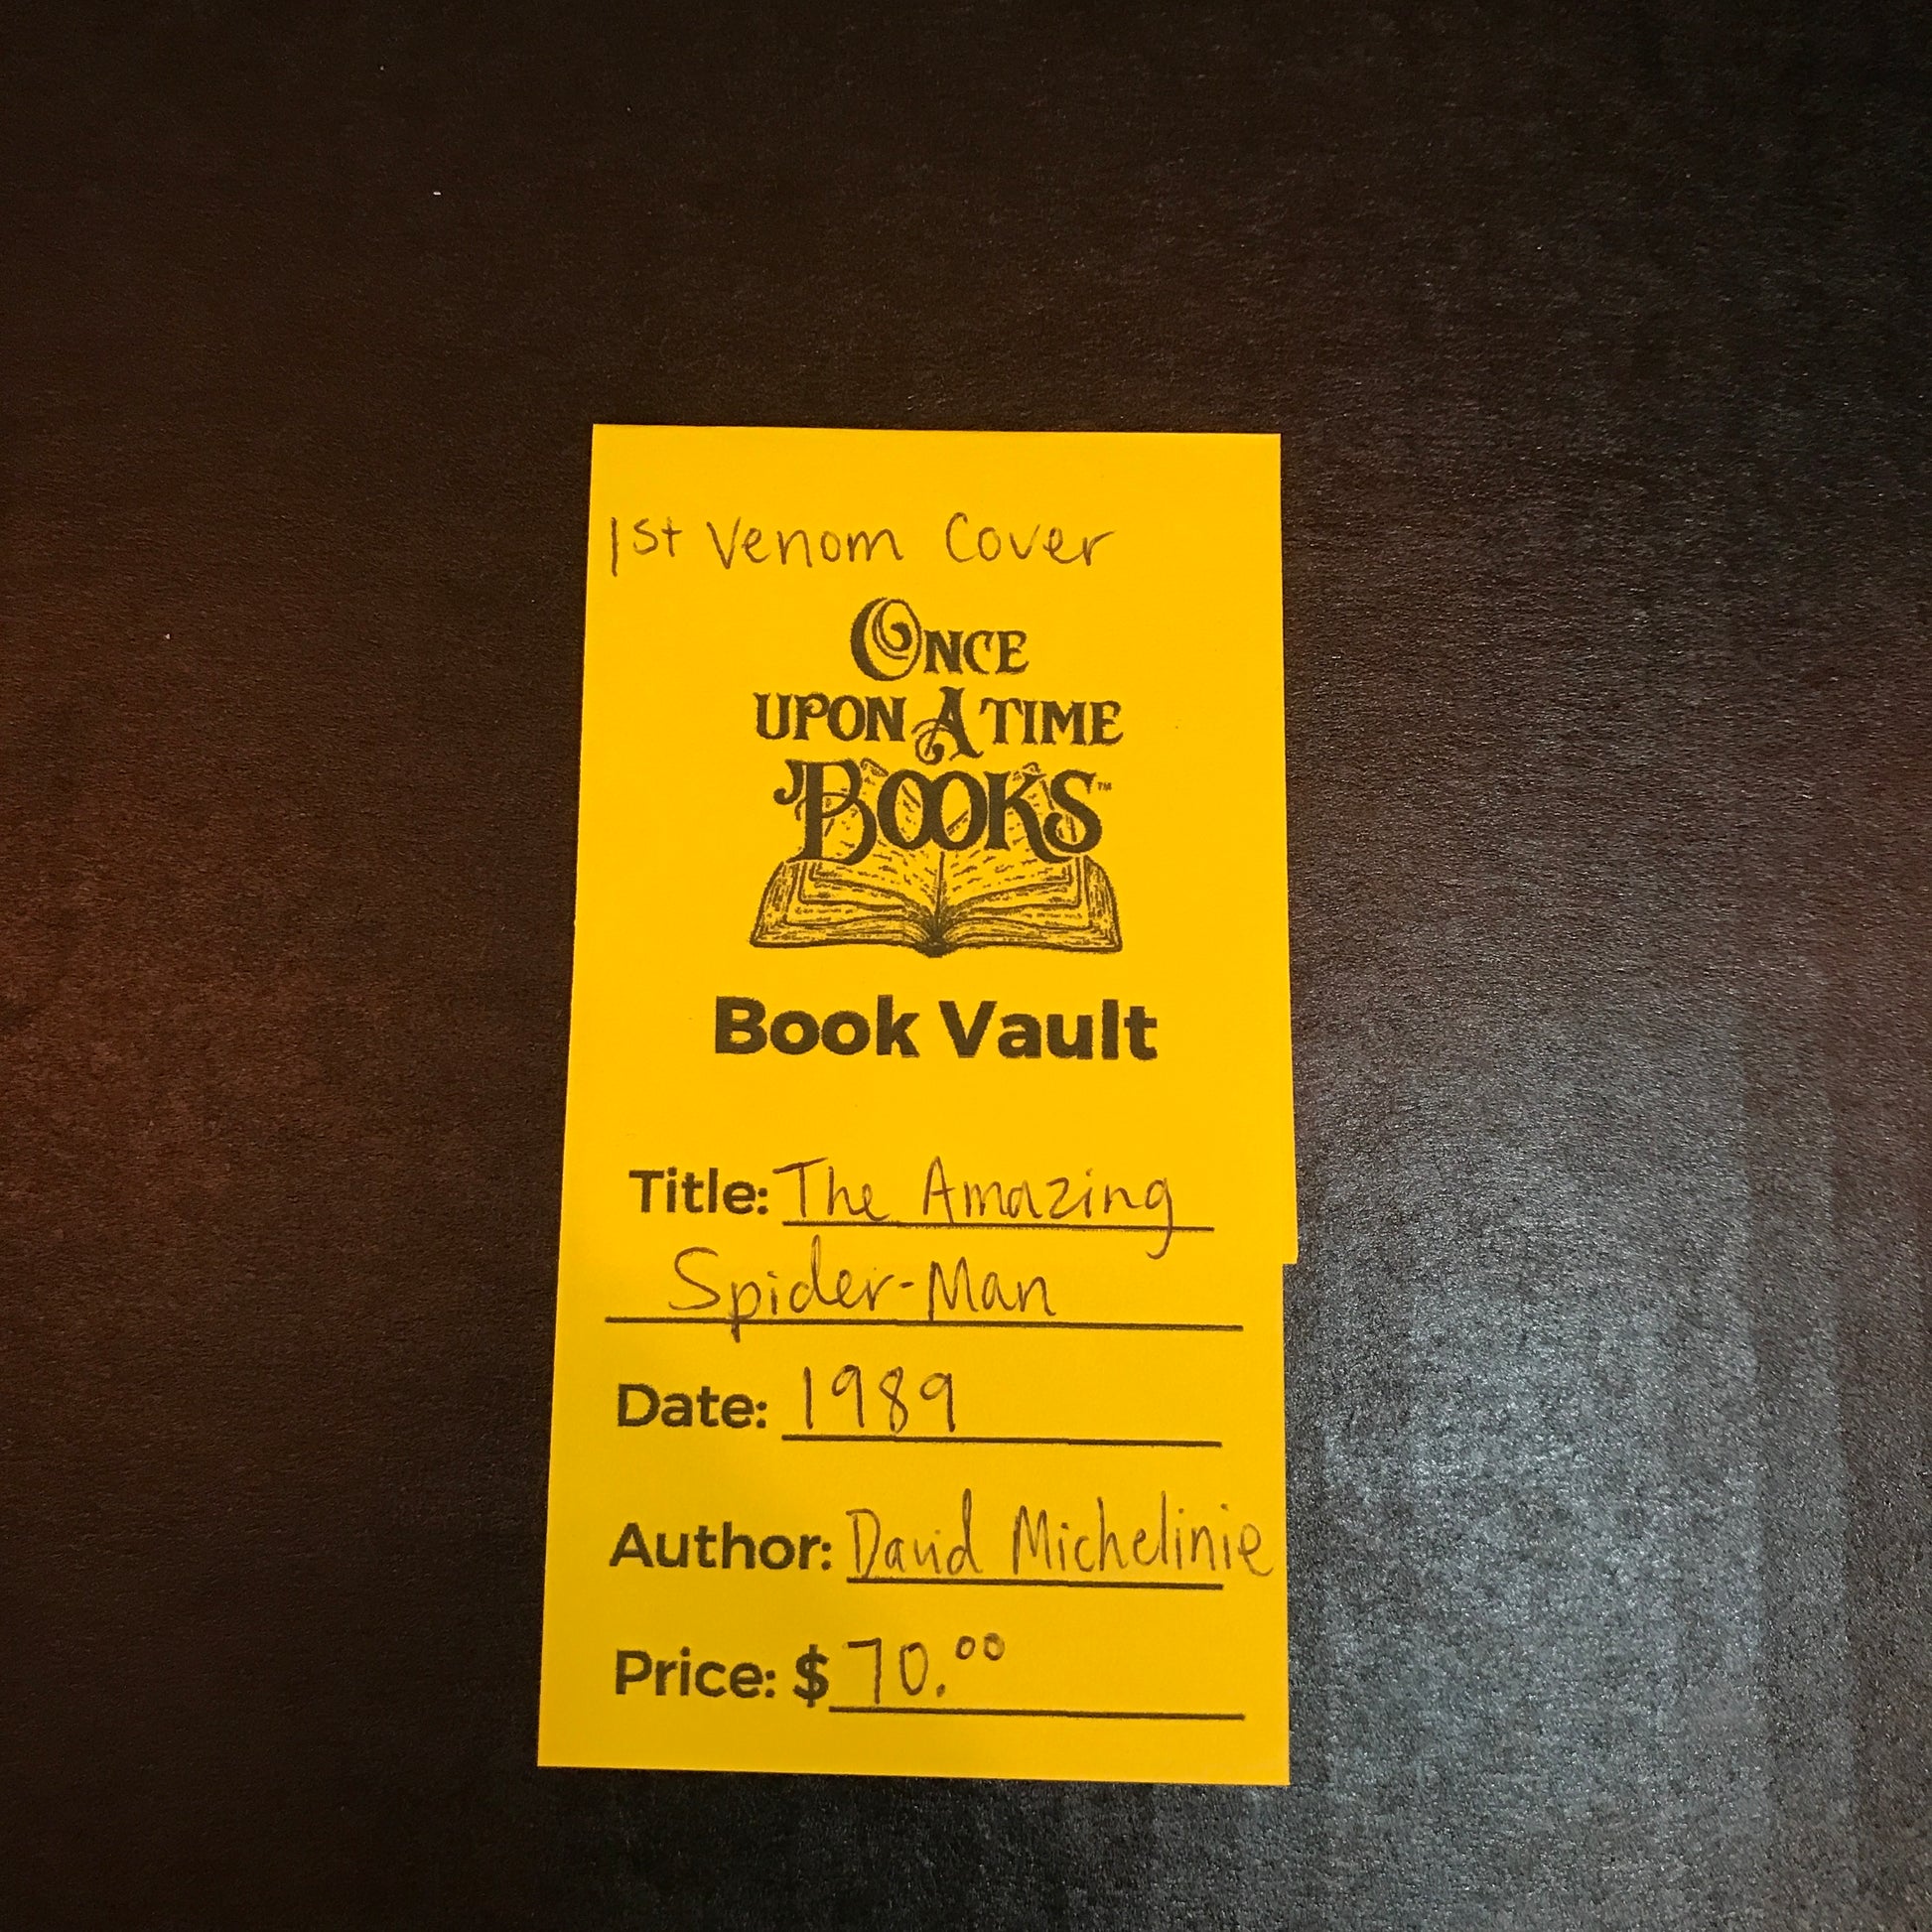 1st Venom Cover
ONCE
UPON A TIME
BOOKS™
Book Vault
Title: The Amazing
Spider-Man
Date: 1989
Author: David Michelinie
Price: $ 70.00